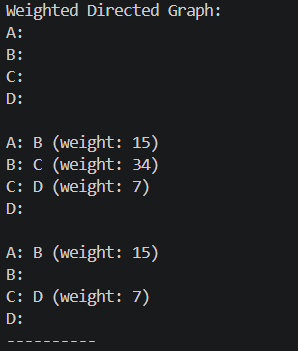 Weighted Directed Graph:
A:
B:
C:
D:

A: B (weight: 15)
B: C (weight: 34)
C: D (weight: 7)
D:

A: B (weight: 15)
B:
C: D (weight: 7)
D:
----------